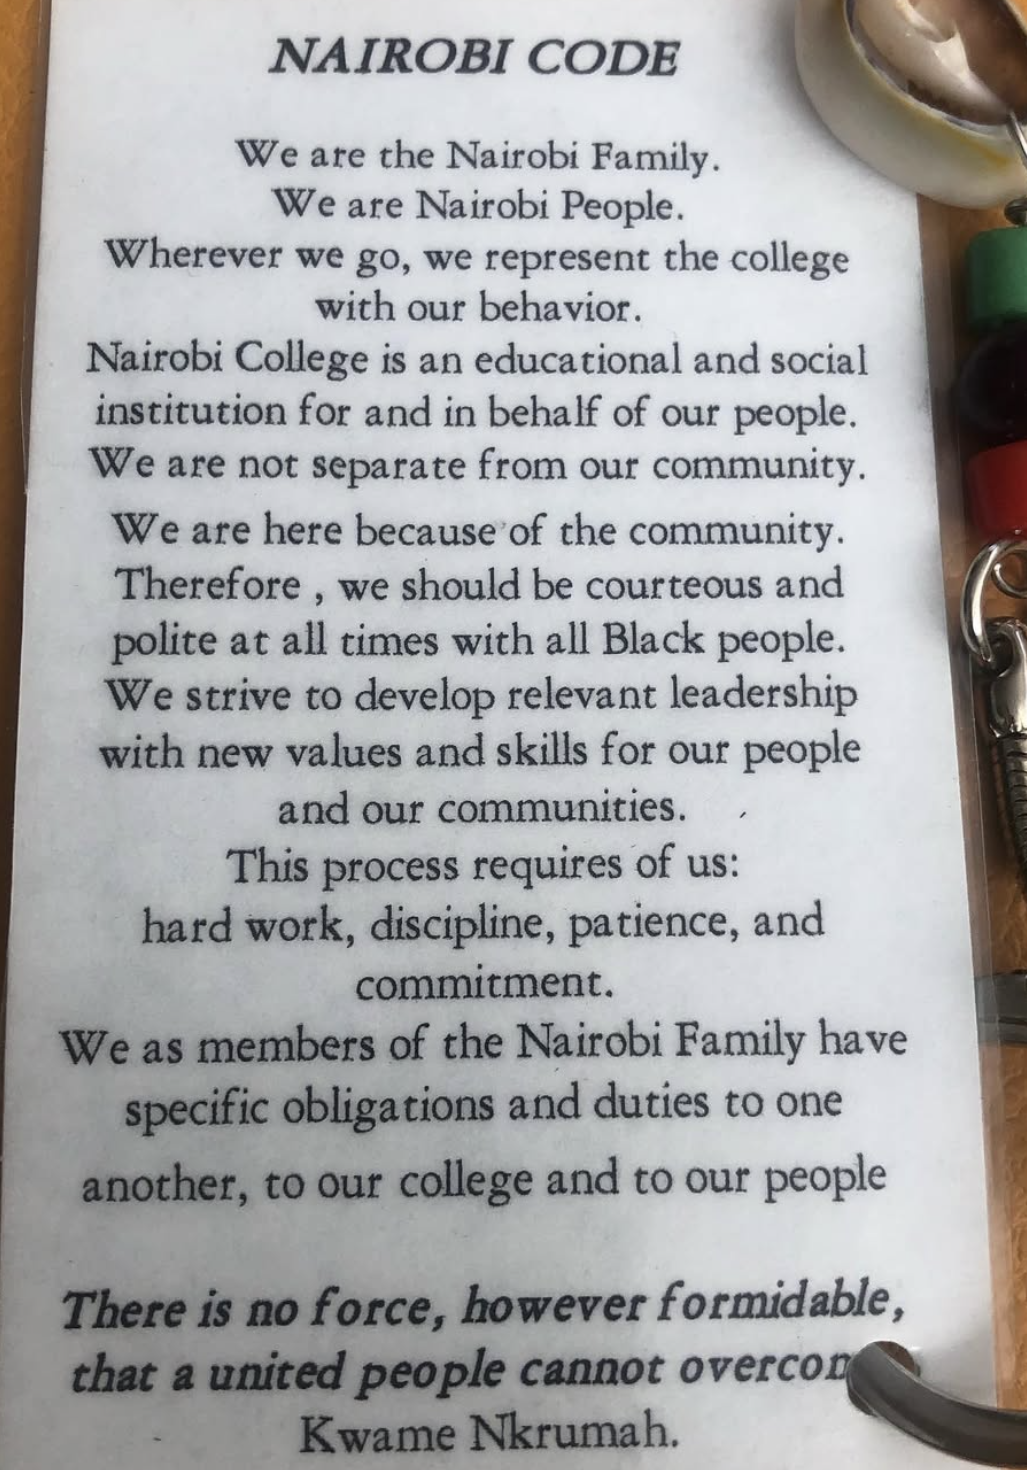 NAIROBI CODE
We are the Nairobi Family.
We are Nairobi People.
Wherever we go, we represent the college
with our behavior.
Nairobi College is an educational and social
institution for and in behalf of our people.
We are not separate from our community.
We are here because of the community.
Therefore , we should be courteous and
polite at all times with all Black people.
We strive to develop relevant leadership
with new values and skills for our people
and our communities.
This process requires of us:
hard work, discipline, patience, and
commitment.
We as members of the Nairobi Family have
specific obligations and duties to one
another, to our college and to our people
There is no force, however formidable,
that a united people cannot
Kwame Nkrumah.